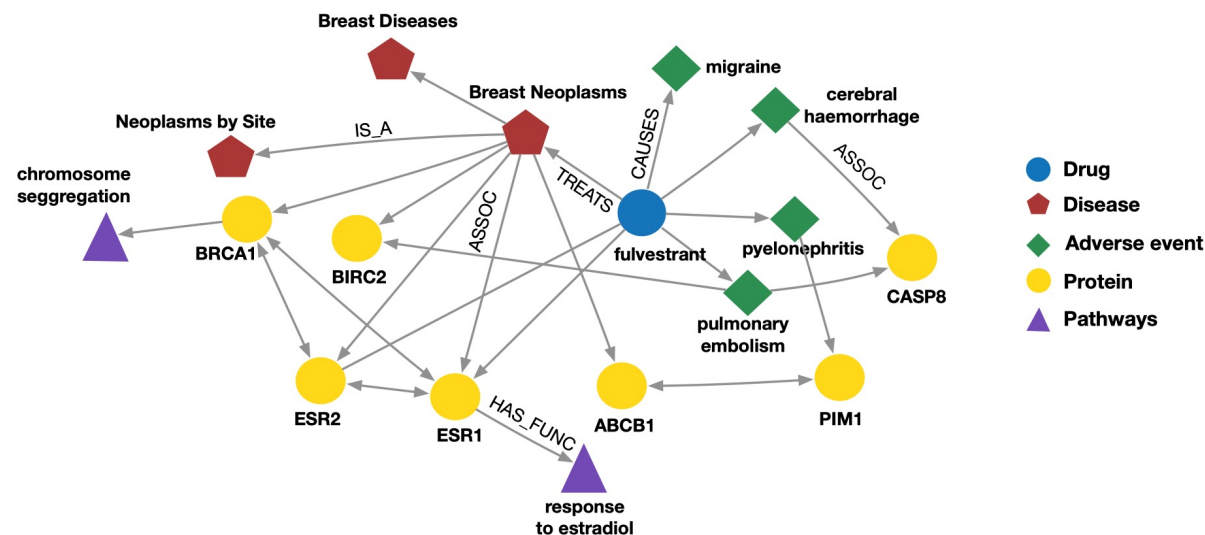 Breast Diseases
migraine
Breast Neoplasms
cerebral
haemorrhage
Neoplasms by Site
IS_A
CAUSES
ASSOC
chromosome
seggregation
TREATS
Drug
Disease
Adverse event
Protein
Pathways
ASSOC
BRCA1
BIRC2
fulvestrant
pyelonephritis
CASP8
pulmonary
embolism
ESR2
ESR1
HAS_FUNC
ABCB1
PIM1
response
to estradiol